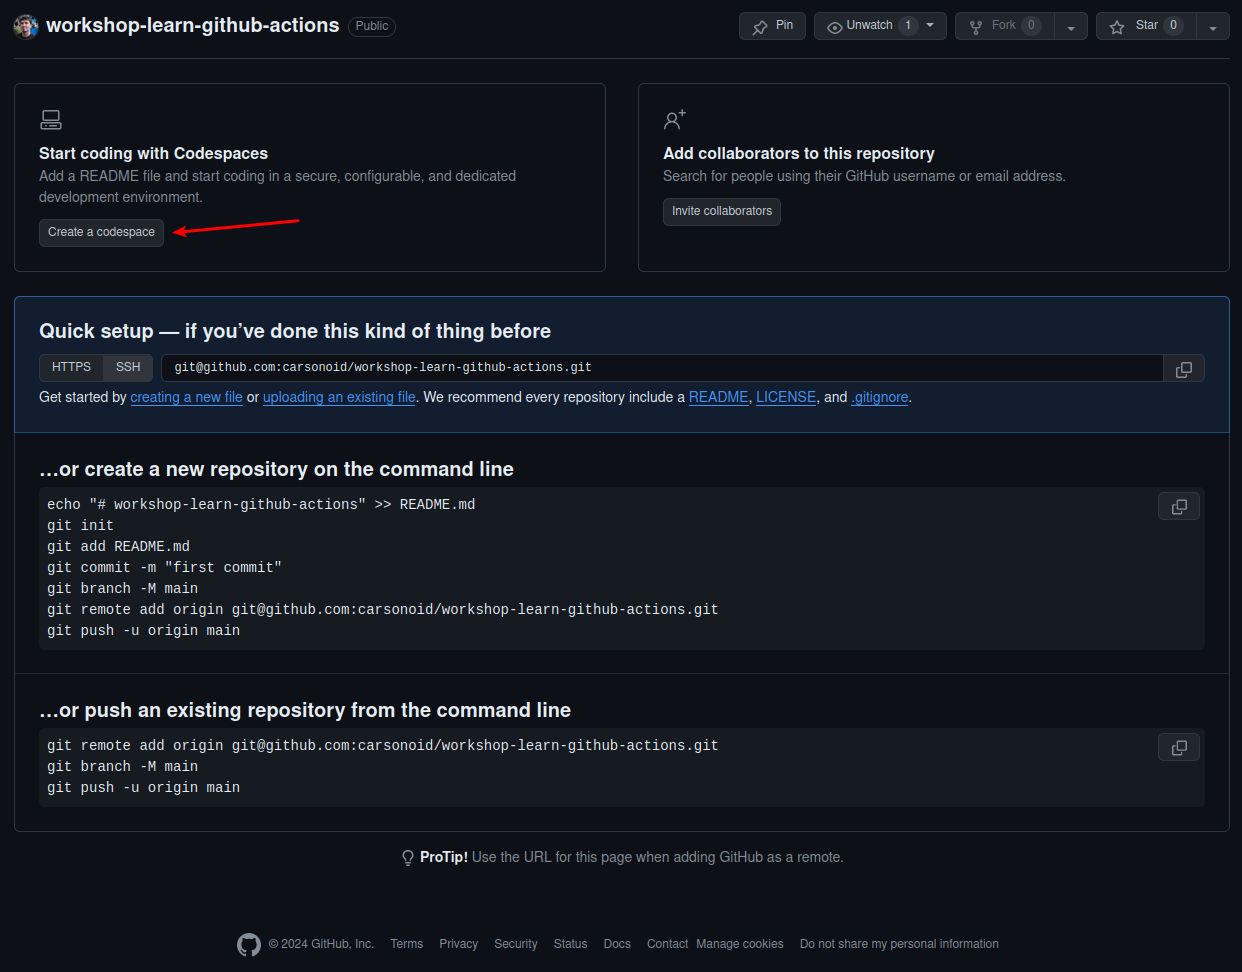 workshop-learn-github-actions Public
Pin
Unwatch 1
Fork 0
Star 0
Start coding with Codespaces
Add a README file and start coding in a secure, configurable, and dedicated
development environment.
Create a codespace
Add collaborators to this repository
Search for people using their GitHub username or email address.
Invite collaborators
Quick setup — if you’ve done this kind of thing before
HTTPS SSH git@github.com:carsonoid/workshop-learn-github-actions.git
Get started by creating a new file or uploading an existing file. We recommend every repository include a README, LICENSE, and .gitignore.
…or create a new repository on the command line
echo "# workshop-learn-github-actions" >> README.md
git init
git add README.md
git commit -m "first commit"
git branch -M main
git remote add origin git@github.com:carsonoid/workshop-learn-github-actions.git
git push -u origin main
…or push an existing repository from the command line
git remote add origin git@github.com:carsonoid/workshop-learn-github-actions.git
git branch -M main
git push -u origin main
ProTip! Use the URL for this page when adding GitHub as a remote.
© 2024 GitHub, Inc. Terms Privacy Security Status Docs Contact Manage cookies Do not share my personal information